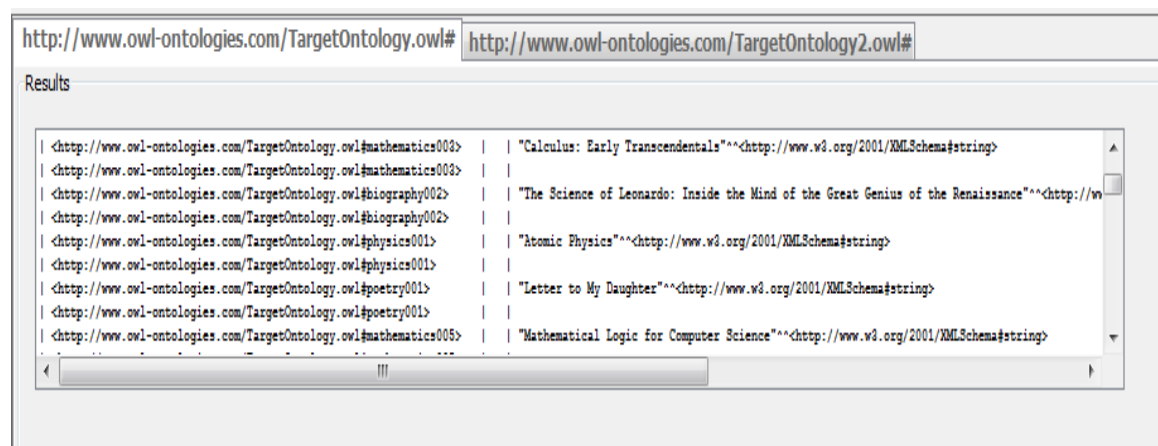 http://www.owl-ontologies.com/TargetOntology.owl# http://www.owl-ontologies.com/TargetOntology2.owl#
Results
| <http://www.owl-ontologies.com/TargetOntology.owl#mathematics003> | | "Calculus: Early Transcendentals"^^<http://www.w3.org/2001/XMLSchema#string>
| <http://www.owl-ontologies.com/TargetOntology.owl#mathematics003> | |
| <http://www.owl-ontologies.com/TargetOntology.owl#biography002> | | "The Science of Leonardo: Inside the Mind of the Great Genius of the Renaissance"^^<http://ww
| <http://www.owl-ontologies.com/TargetOntology.owl#biography002> | |
| <http://www.owl-ontologies.com/TargetOntology.owl#physics001> | | "Atomic Physics"^^<http://www.w3.org/2001/XMLSchema#string>
| <http://www.owl-ontologies.com/TargetOntology.owl#physics001> | |
| <http://www.owl-ontologies.com/TargetOntology.owl#poetry001> | | "Letter to My Daughter"^^<http://www.w3.org/2001/XMLSchema#string>
| <http://www.owl-ontologies.com/TargetOntology.owl#poetry001> | |
| <http://www.owl-ontologies.com/TargetOntology.owl#mathematics005> | | "Mathematical Logic for Computer Science"^^<http://www.w3.org/2001/XMLSchema#string>